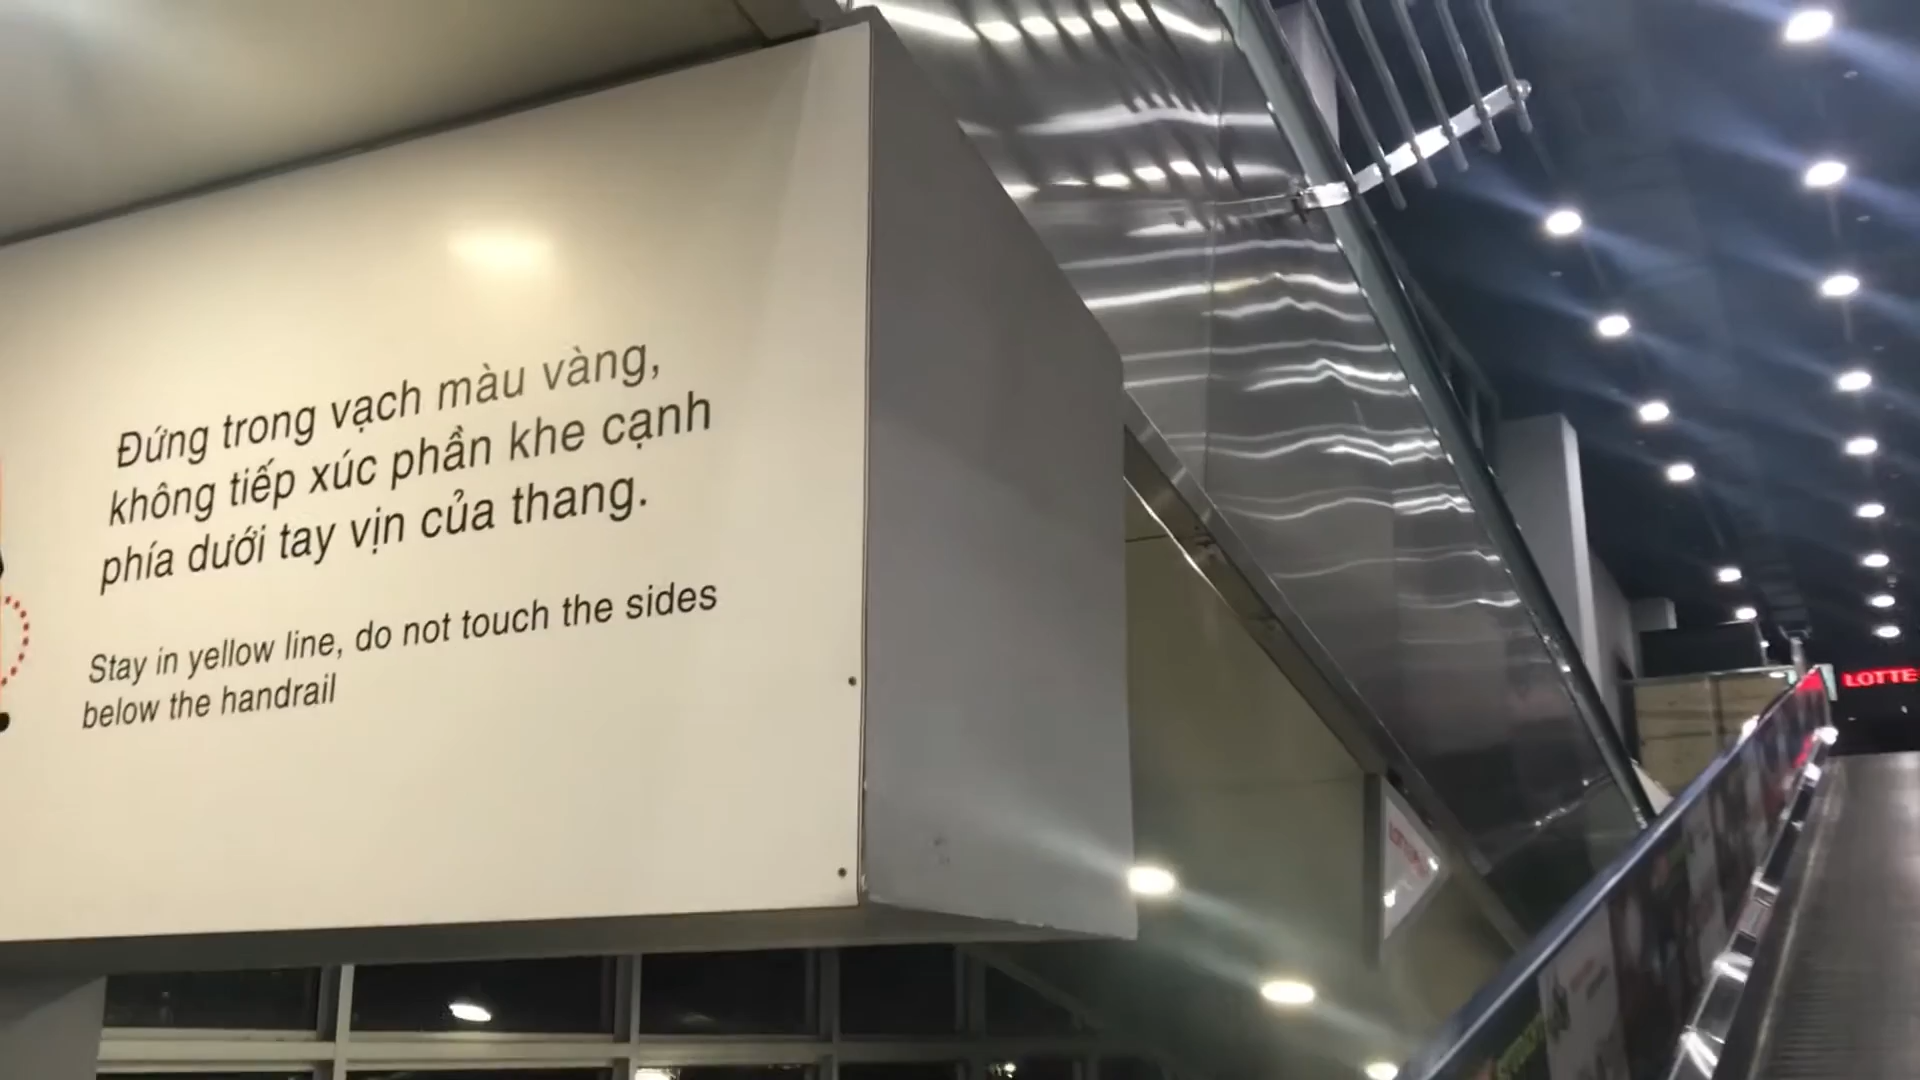 Đứng trong vạch màu vàng,
không tiếp xúc phần khe cạnh
phía dưới tay vịn của thang.
Stay in yellow line, do not touch the sides
below the handrail
LOTTE